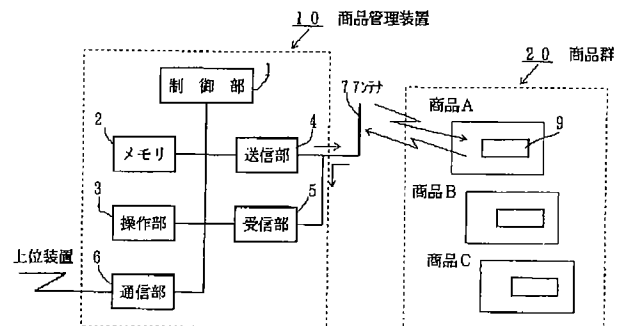 10 商品管理装置
20 商品群
1
制御部
7 アンテナ
商品A
2
メモリ
4
送信部
9
3
操作部
5
受信部
商品B
上位装置
6
通信部
商品C